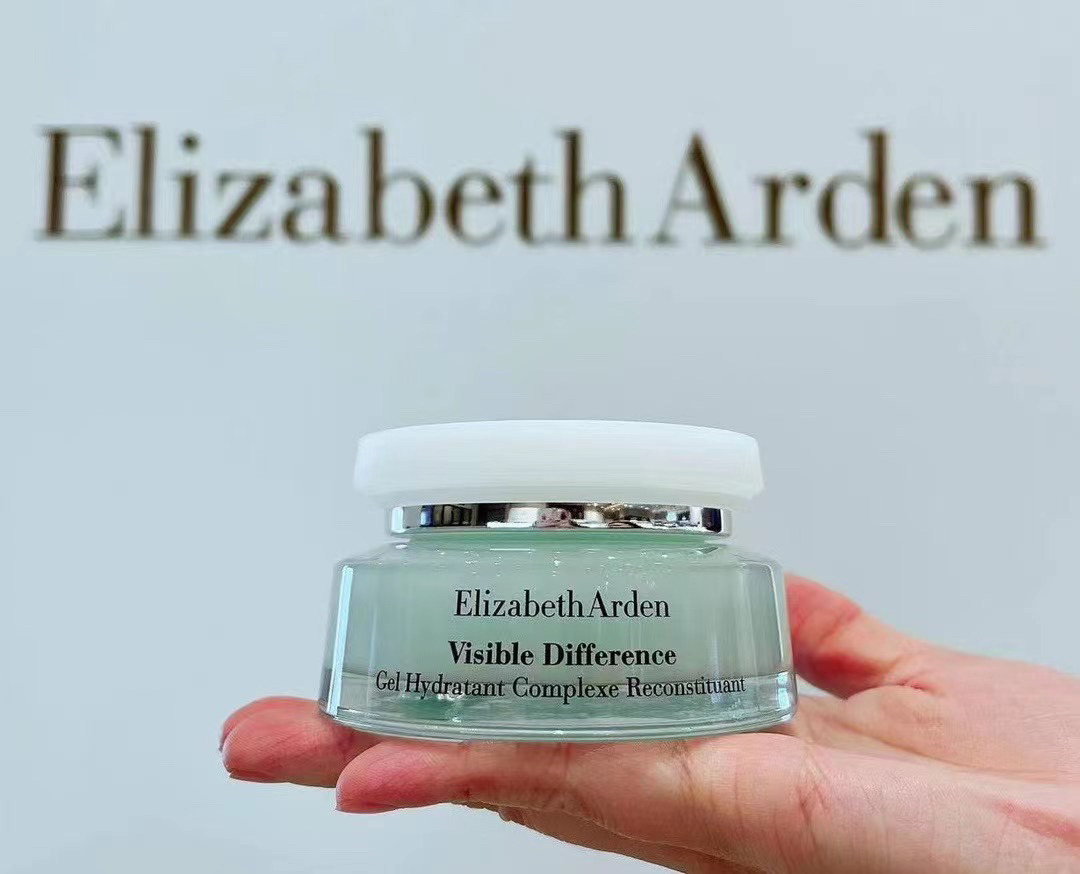 Elizabeth Arden
Elizabeth Arden
Visible Difference
Gel Hydratant Complexe Reconstituant